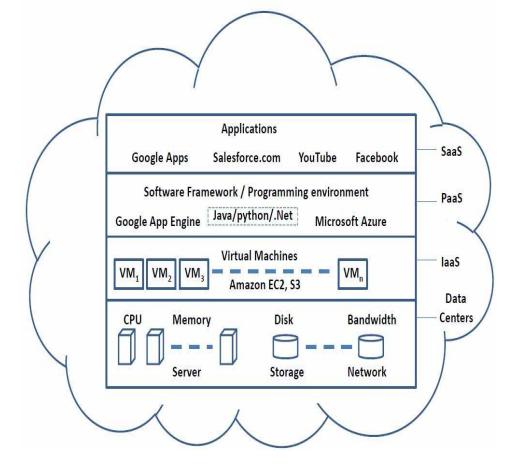 Applications
Google Apps Salesforce.com YouTube Facebook
SaaS
Software Framework / Programming environment
Google App Engine Java/python/.Net Microsoft Azure
PaaS
Virtual Machines
VM1 VM2 VM3 VMn
Amazon EC2, S3
IaaS
CPU Memory Disk Bandwidth
Server Storage Network
Data
Centers